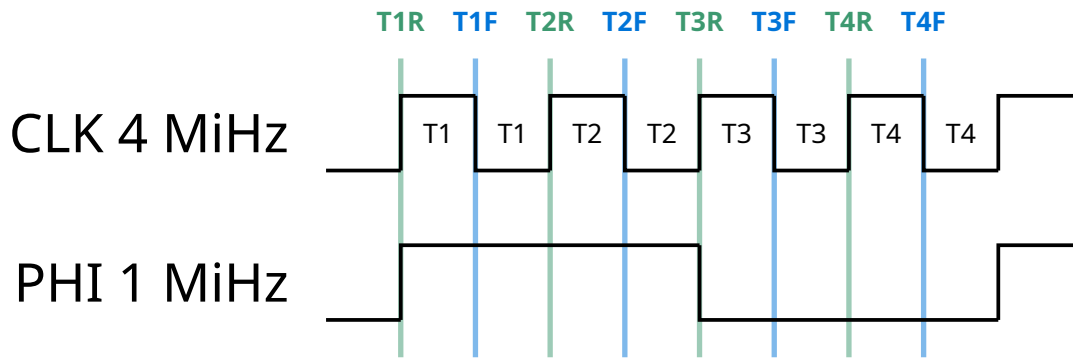 T1R T1F T2R T2F T3R T3F T4R T4F
CLK 4 MiHz T1 T1 T2 T2 T3 T3 T4 T4
PHI 1 MiHz